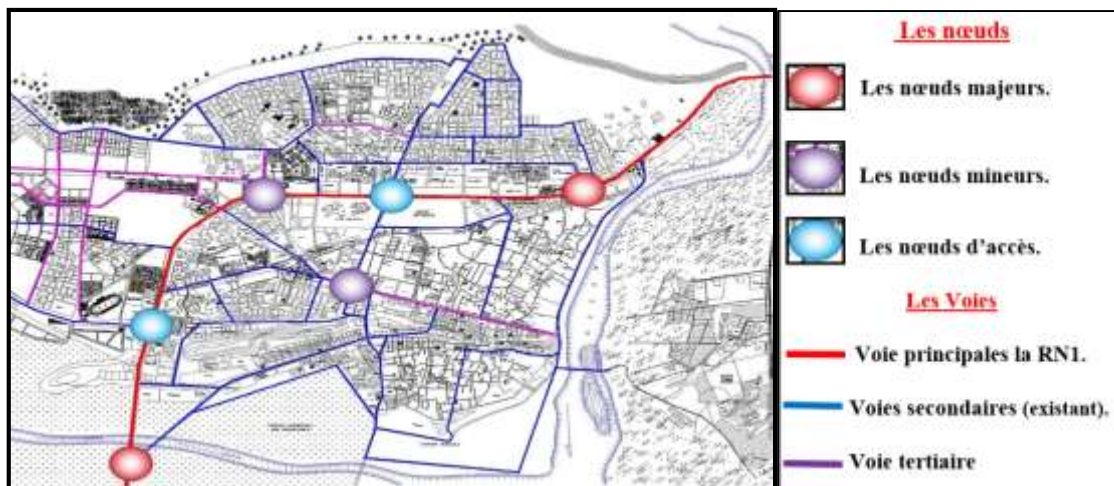 Les nœuds
Les nœuds majeurs.
Les nœuds mineurs.
Les nœuds d'accès.
Les Voies
Voie principales la RN1.
Voies secondaires (existant).
Voie tertiaire